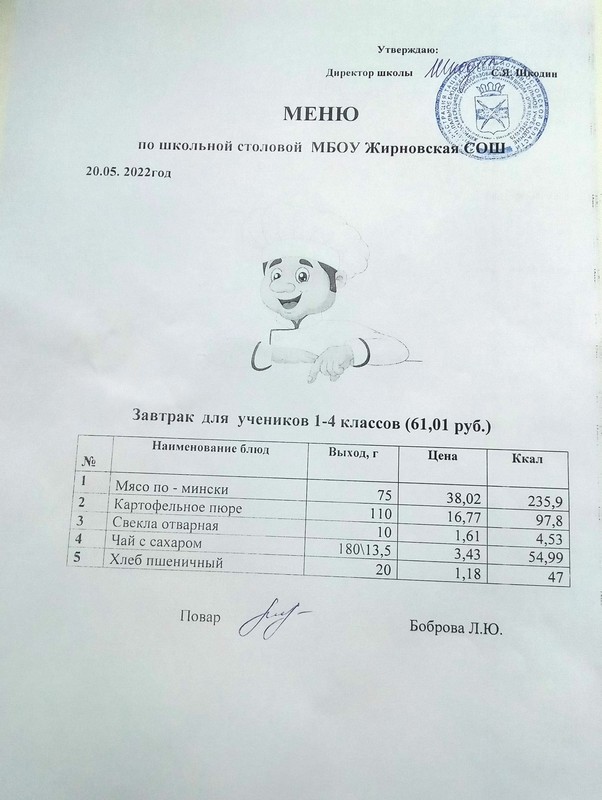 Утверждаю:
Директор школы С.Я. Шкодин
МЕНЮ
по школьной столовой МБОУ Жирновская СОШ
20.05. 2022год
Завтрак для учеников 1-4 классов (61,01 руб.)
№ Наименование блюд Выход, г Цена Ккал
1 Мясо по - мински 75 38,02 235,9
2 Картофельное пюре 110 16,77 97,8
3 Свекла отварная 10 1,61 4,53
4 Чай с сахаром 180\13,5 3,43 54,99
5 Хлеб пшеничный 20 1,18 47
Повар Боброва Л.Ю.